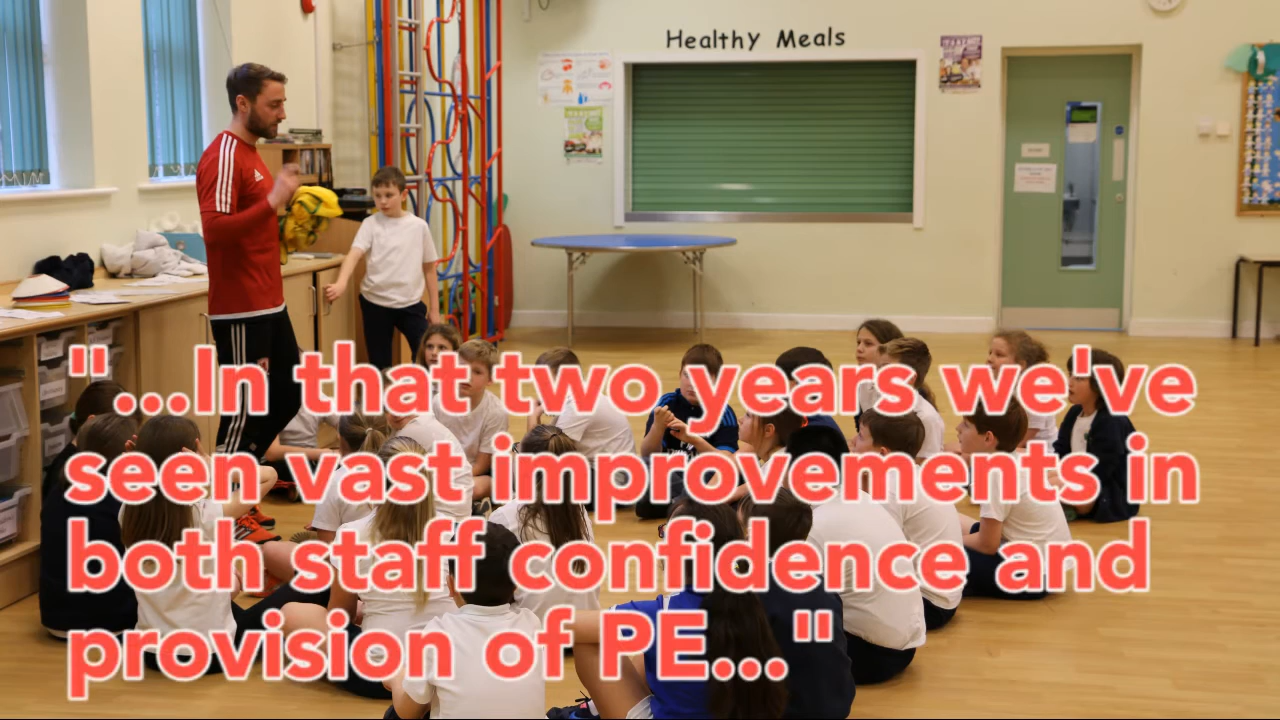 Healthy Meals
"...In that two years we've
seen vast improvements in
both staff confidence and
provision of PE..."